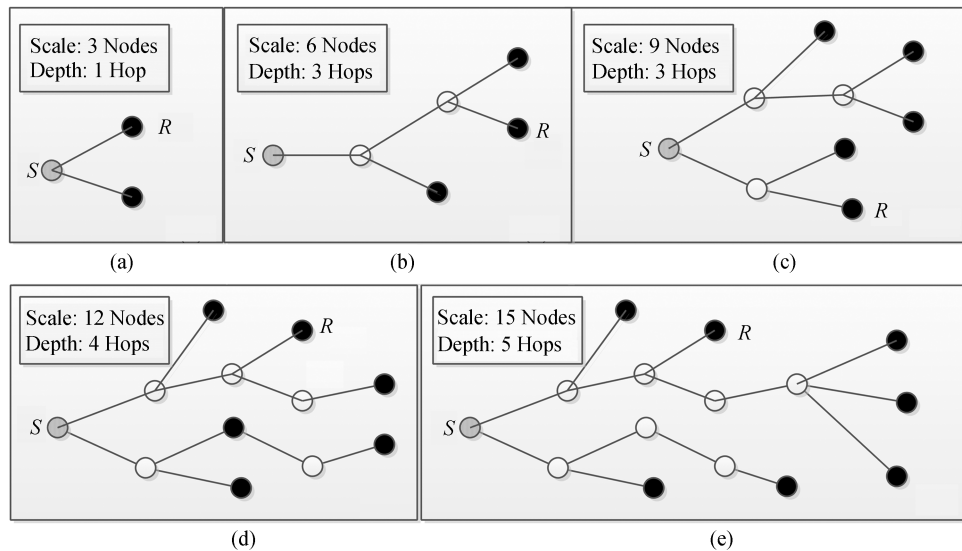 Scale: 3 Nodes
Depth: 1 Hop
R
S
(a)
Scale: 6 Nodes
Depth: 3 Hops
R
S
(b)
Scale: 9 Nodes
Depth: 3 Hops
S
R
(c)
Scale: 12 Nodes
Depth: 4 Hops
R
S
(d)
Scale: 15 Nodes
Depth: 5 Hops
R
S
(e)